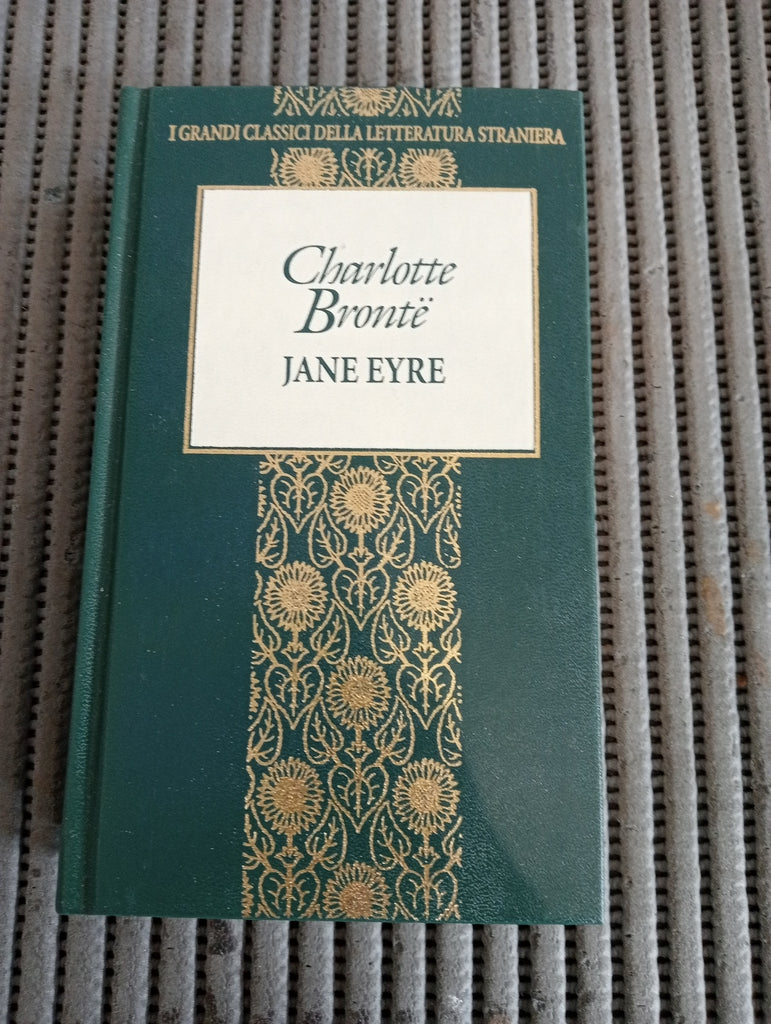 I GRANDI CLASSICI DELLA LETTERATURA STRANIERA
Charlotte
Brontë
JANE EYRE